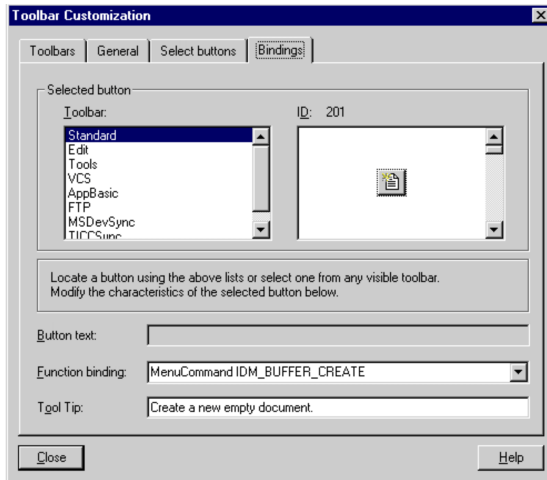 Toolbar Customization
Toolbars General Select buttons Bindings
Selected button
Toolbar: ID: 201
Standard
Edit
Tools
VCS
AppBasic
FTP
MSDevSync
TICCSync
Locate a button using the above lists or select one from any visible toolbar.
Modify the characteristics of the selected button below.
Button text:
Function binding: MenuCommand IDM_BUFFER_CREATE
Tool Tip: Create a new empty document.
Close Help